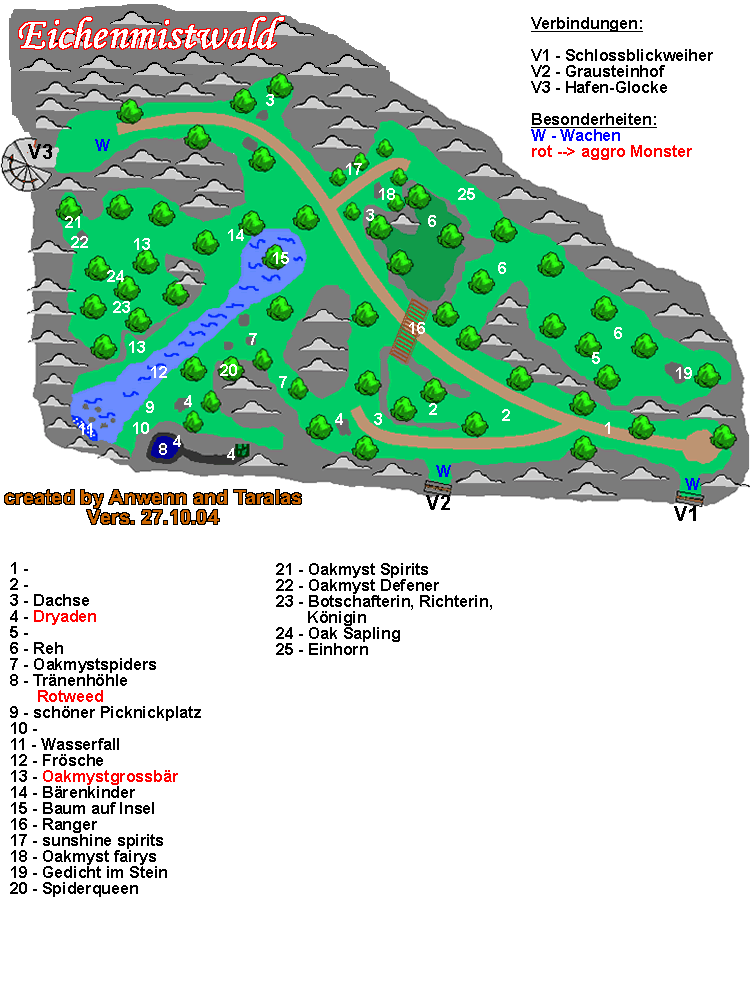 Eichenmistwald
Verbindungen:
V1 - Schlossblickweiher
V2 - Grausteinhof
V3 - Hafen-Glocke
Besonderheiten:
W - Wachen
rot --> aggro Monster
3
W
V3
17
18
25
21
3
6
22
13
14
15
24
6
23
16
6
13
7
5
12
20
7
19
9
4
4
3
2
2
11
10
4
1
8
4
W
W
V2
V1
created by Anwenn and Taralas
Vers. 27.10.04
1 -
2 -
3 - Dachse
4 - Dryaden
5 -
6 - Reh
7 - Oakmystspiders
8 - Tränenhöhle
Rotweed
9 - schöner Picknickplatz
10 -
11 - Wasserfall
12 - Frösche
13 - Oakmystgrossbär
14 - Bärenkinder
15 - Baum auf Insel
16 - Ranger
17 - sunshine spirits
18 - Oakmyst fairys
19 - Gedicht im Stein
20 - Spiderqueen
21 - Oakmyst Spirits
22 - Oakmyst Defener
23 - Botschafterin, Richterin,
Königin
24 - Oak Sapling
25 - Einhorn